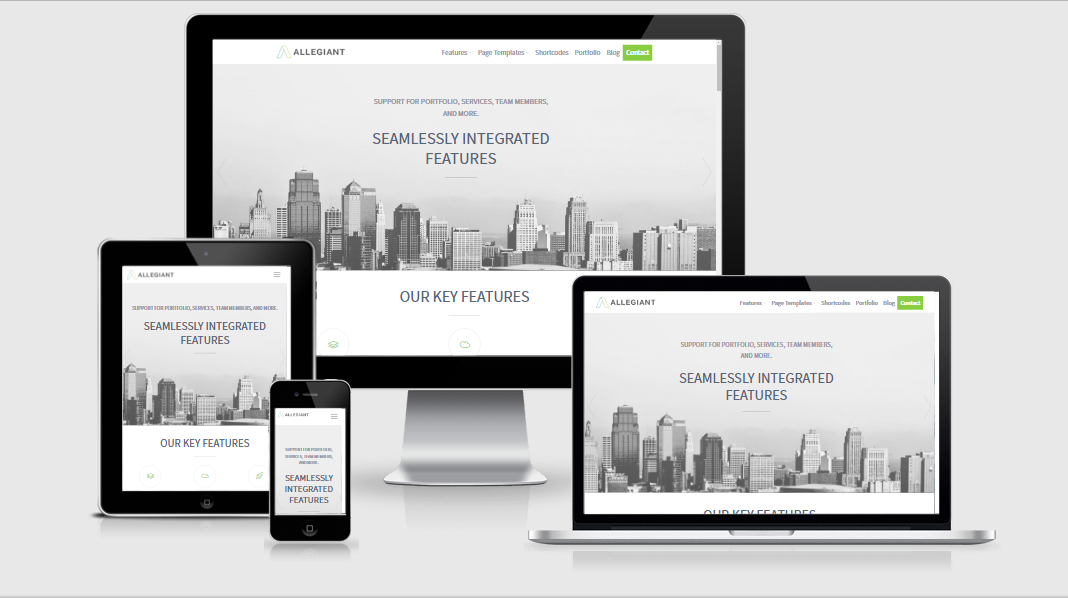 ALLEGIANT
Features Page Templates Shortcodes Portfolio Blog Contact
SUPPORT FOR PORTFOLIO, SERVICES, TEAM MEMBERS,
AND MORE.
SEAMLESSLY INTEGRATED
FEATURES
OUR KEY FEATURES
ALLEGIANT
SUPPORT FOR PORTFOLIO, SERVICES, TEAM MEMBERS, AND MORE.
SEAMLESSLY INTEGRATED
FEATURES
OUR KEY FEATURES
ALLEGIANT
SUPPORT FOR PORTFOLIO,
SERVICES, TEAM MEMBERS,
AND MORE.
SEAMLESSLY
INTEGRATED
FEATURES
ALLEGIANT
Features Page Templates Shortcodes Portfolio Blog Contact
SUPPORT FOR PORTFOLIO, SERVICES, TEAM MEMBERS,
AND MORE.
SEAMLESSLY INTEGRATED
FEATURES
OUR KEY FEATURES